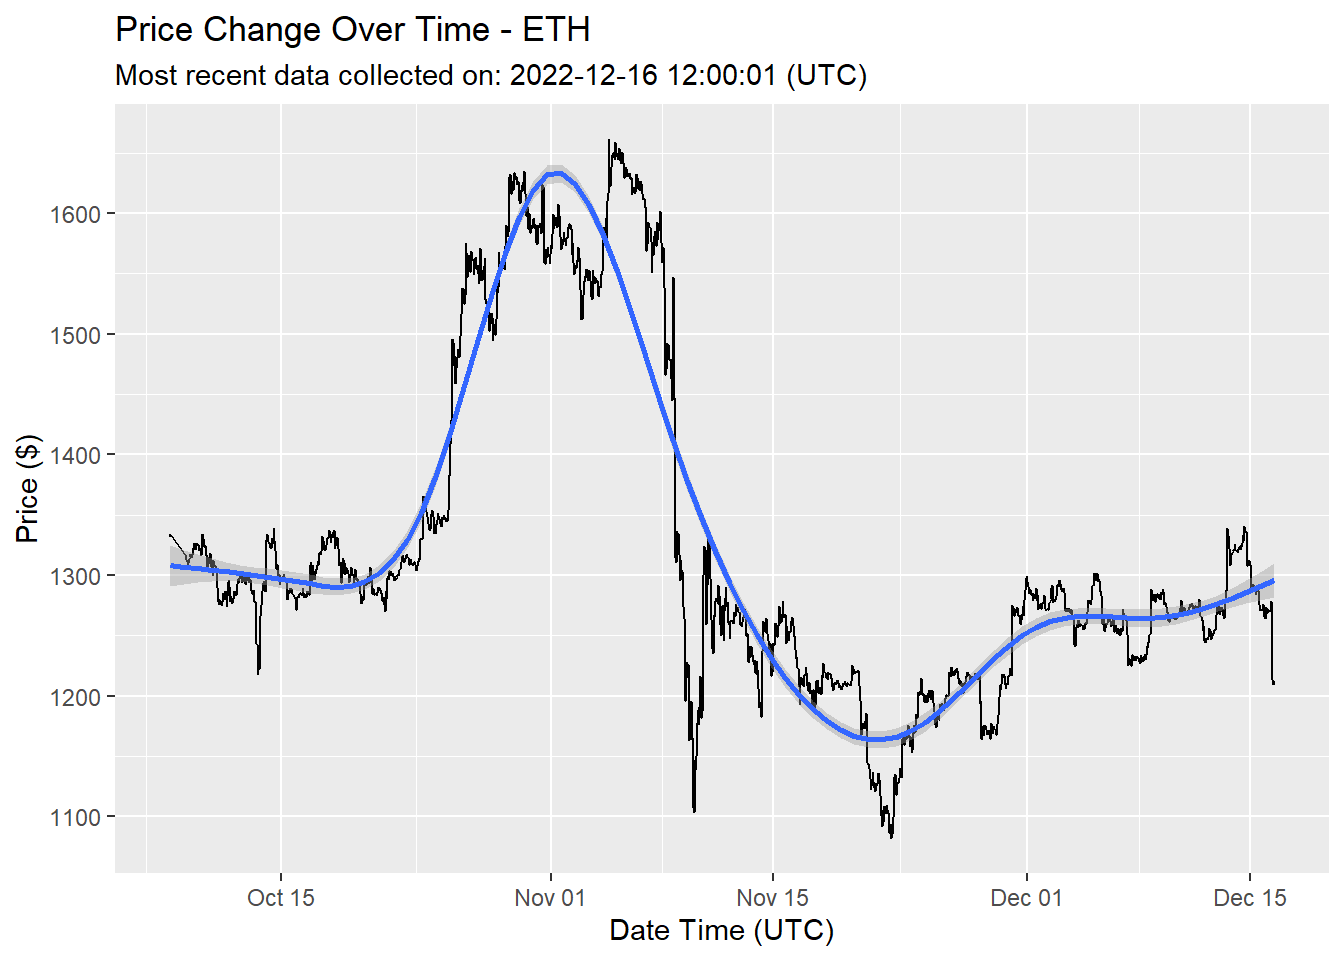 Price Change Over Time - ETH
Most recent data collected on: 2022-12-16 12:00:01 (UTC)
Price ($)
1600
1500
1400
1300
1200
1100
Oct 15
Nov 01
Nov 15
Dec 01
Dec 15
Date Time (UTC)